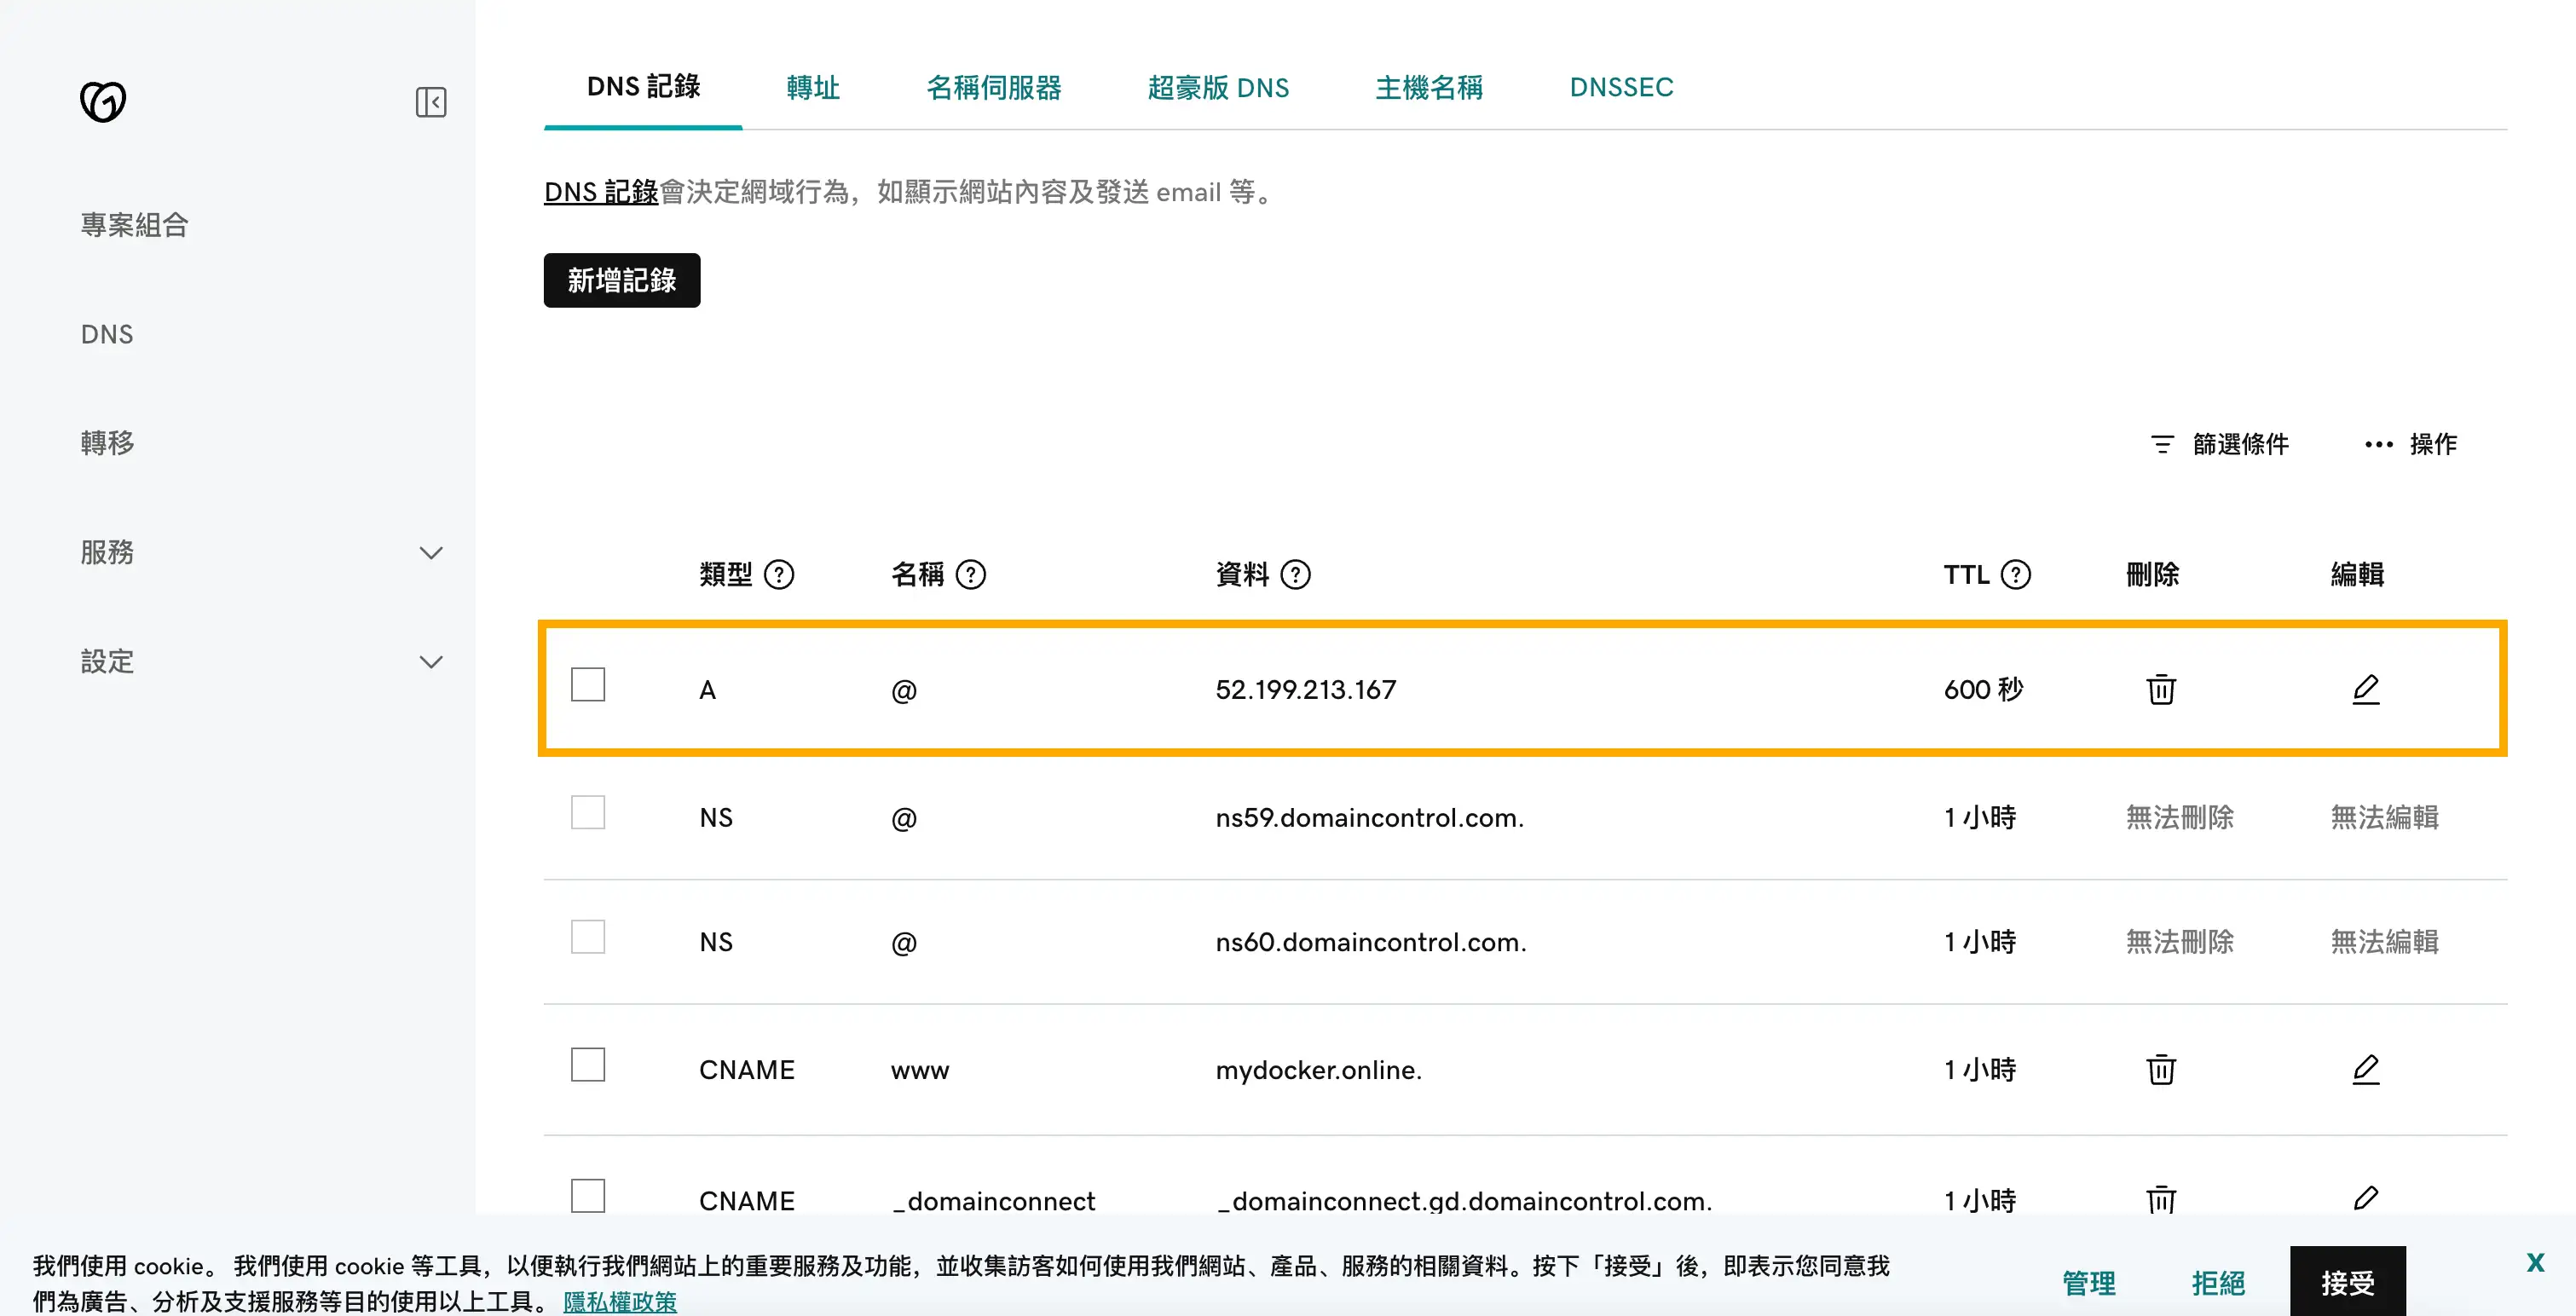 DNS 記錄 轉址 名稱伺服器 超豪版 DNS 主機名稱 DNSSEC
DNS 記錄會決定網域行為，如顯示網站內容及發送 email 等。
專案組合
新增記錄
DNS
轉移
篩選條件 ••• 操作
服務
類型 ? 名稱 ? 資料 ? TTL ? 刪除 編輯
設定
A @ 52.199.213.167 600 秒
NS @ ns59.domaincontrol.com. 1 小時 無法刪除 無法編輯
NS @ ns60.domaincontrol.com. 1 小時 無法刪除 無法編輯
CNAME www mydocker.online. 1 小時
CNAME _domainconnect _domainconnect.gd.domaincontrol.com. 1 小時
我們使用 cookie。 我們使用 cookie 等工具，以便執行我們網站上的重要服務及功能，並收集訪客如何使用我們網站、產品、服務的相關資料。按下「接受」後，即表示您同意我
們為廣告、分析及支援服務等目的使用以上工具。 隱私權政策
管理 拒絕 接受 X